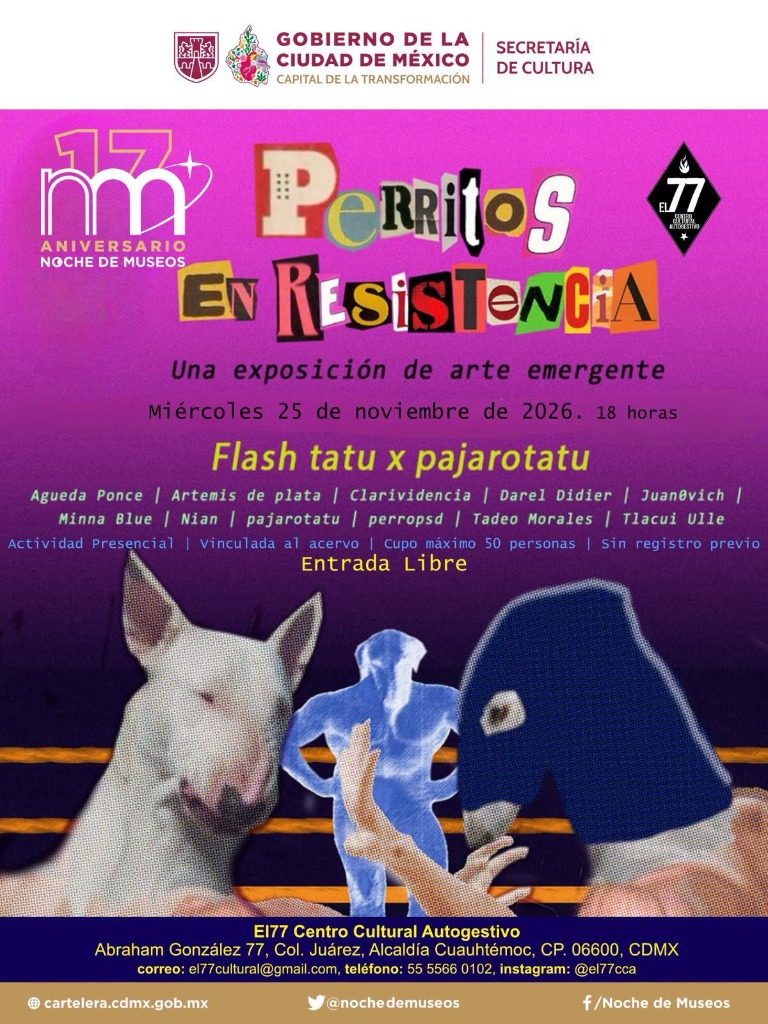 GOBIERNO DE LA
CIUDAD DE MÉXICO
CAPITAL DE LA TRANSFORMACIÓN
SECRETARÍA
DE CULTURA
17
nm
ANIVERSARIO
NOCHE DE MUSEOS
PERRitOS
EN RESiSTENCiA
EL 77
CENTRO
CULTURAL
AUTOGESTIVO
Una exposición de arte emergente
Miércoles 25 de noviembre de 2026. 18 horas
Flash tatu x pajarotatu
Agueda Ponce | Artemis de plata | Clarividencia | Darel Didier | Juan0vich |
Minna Blue | Nian | pajarotatu | perropsd | Tadeo Morales | Tlacui Ulle
Actividad Presencial | Vinculada al acervo | Cupo máximo 50 personas | Sin registro previo
Entrada Libre
El77 Centro Cultural Autogestivo
Abraham González 77, Col. Juárez, Alcaldía Cuauhtémoc, CP. 06600, CDMX
correo: el77cultural@gmail.com, teléfono: 55 5566 0102, instagram: @el77cca
cartelera.cdmx.gob.mx
@nochedemuseos
/Noche de Museos